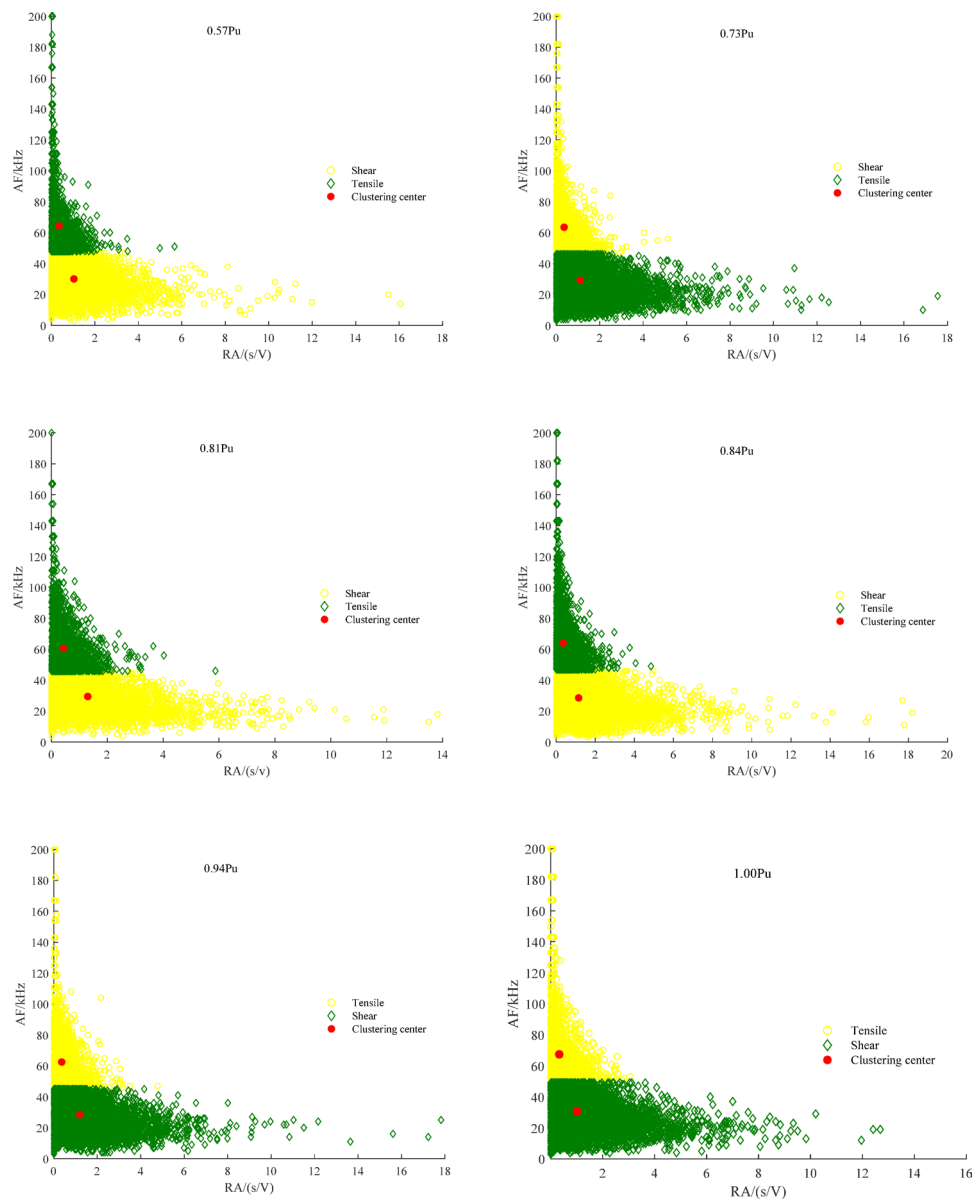 0.57Pu
200
180
160
140
120
100
80
60
40
20
0
AF/kHz
Shear
Tensile
Clustering center
0 2 4 6 8 10 12 14 16 18
RA/(s/V)
0.73Pu
200
180
160
140
120
100
80
60
40
20
0
AF/kHz
Shear
Tensile
Clustering center
0 2 4 6 8 10 12 14 16 18
RA/(s/V)
0.81Pu
200
180
160
140
120
100
80
60
40
20
0
AF/kHz
Shear
Tensile
Clustering center
0 2 4 6 8 10 12 14
RA/(s/v)
0.84Pu
200
180
160
140
120
100
80
60
40
20
0
AF/kHz
Shear
Tensile
Clustering center
0 2 4 6 8 10 12 14 16 18 20
RA/(s/V)
0.94Pu
200
180
160
140
120
100
80
60
40
20
0
AF/kHz
Tensile
Shear
Clustering center
0 2 4 6 8 10 12 14 16 18
RA/(s/V)
1.00Pu
200
180
160
140
120
100
80
60
40
20
0
AF/kHz
Tensile
Shear
Clustering center
2 4 6 8 10 12 14 16
RA/(s/V)